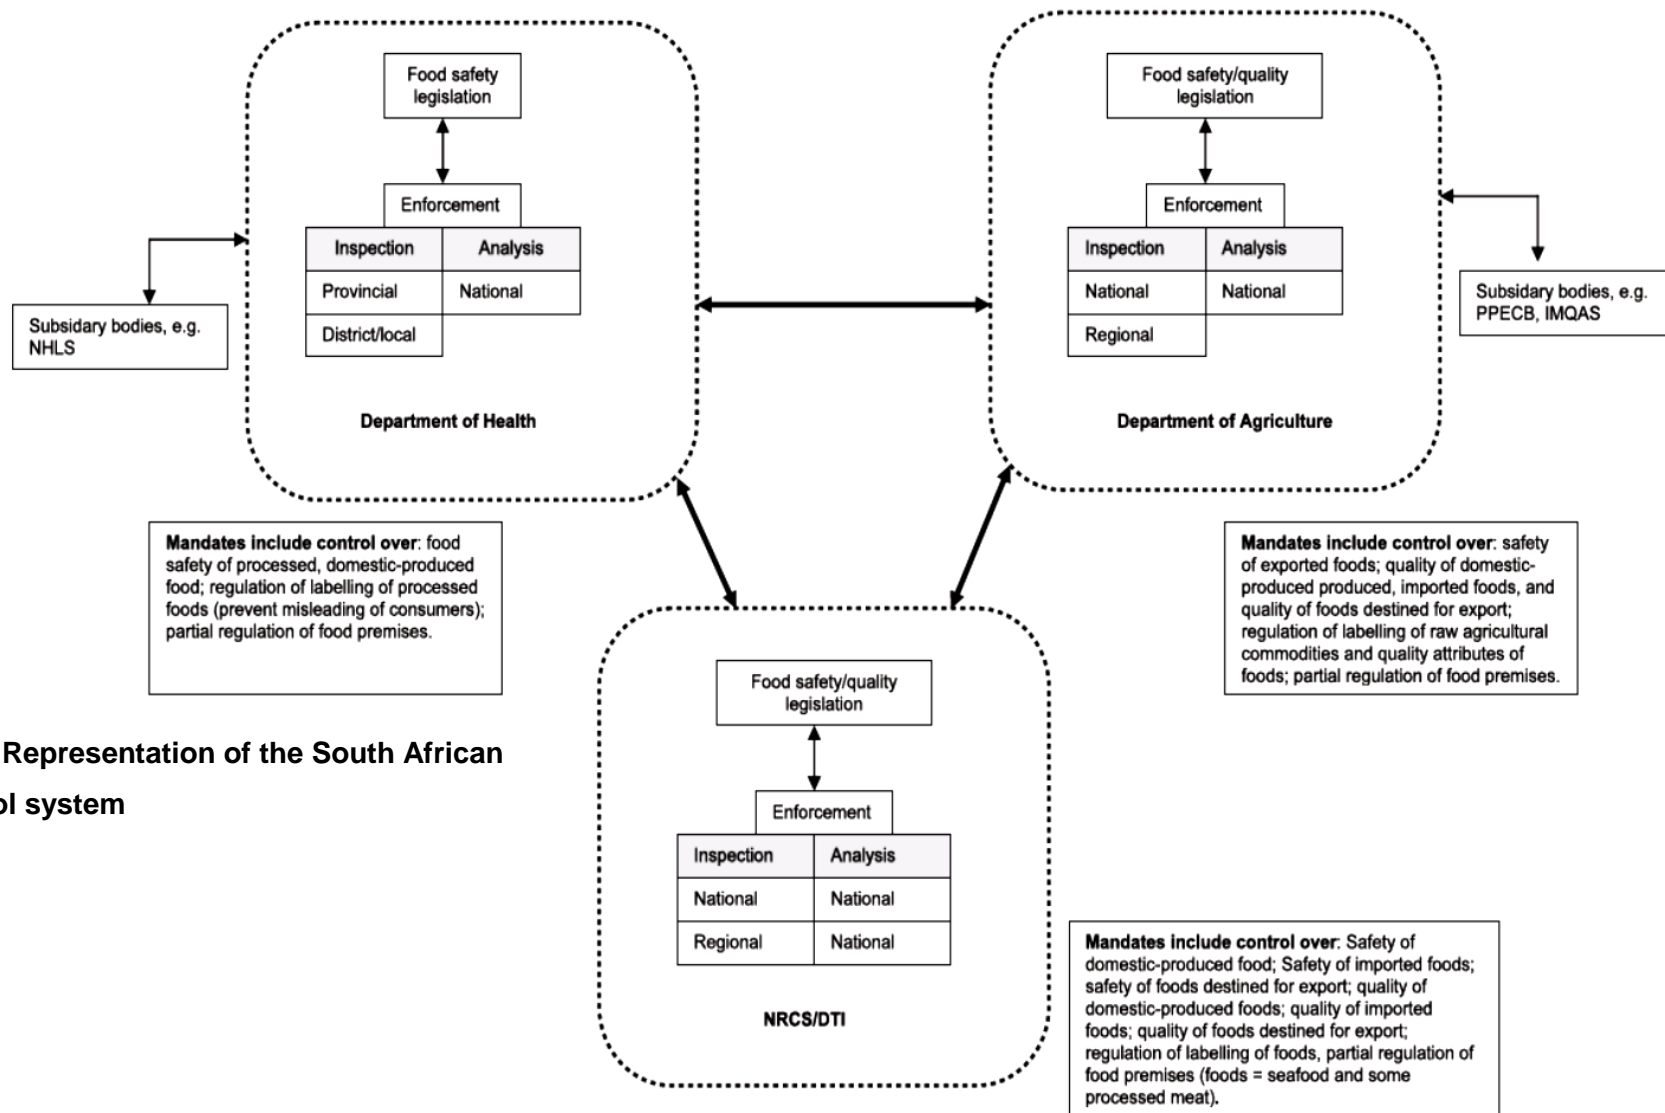 Food safety
legislation
Enforcement
Inspection Analysis
Provincial National
District/local
Department of Health
Subsidary bodies, e.g.
NHLS
Food safety/quality
legislation
Enforcement
Inspection Analysis
National National
Regional
Department of Agriculture
Subsidary bodies, e.g.
PPECB, IMQAS
Mandates include control over: food
safety of processed, domestic-produced
food; regulation of labelling of processed
foods (prevent misleading of consumers);
partial regulation of food premises.
Mandates include control over: safety
of exported foods; quality of domestic-
produced produced, imported foods, and
quality of foods destined for export;
regulation of labelling of raw agricultural
commodities and quality attributes of
foods; partial regulation of food premises.
Representation of the South African
ol system
Food safety/quality
legislation
Enforcement
Inspection Analysis
National National
Regional National
NRCS/DTI
Mandates include control over: Safety of
domestic-produced food; Safety of imported foods;
safety of foods destined for export; quality of
domestic-produced foods; quality of imported
foods; quality of foods destined for export;
regulation of labelling of foods, partial regulation of
food premises (foods = seafood and some
processed meat).